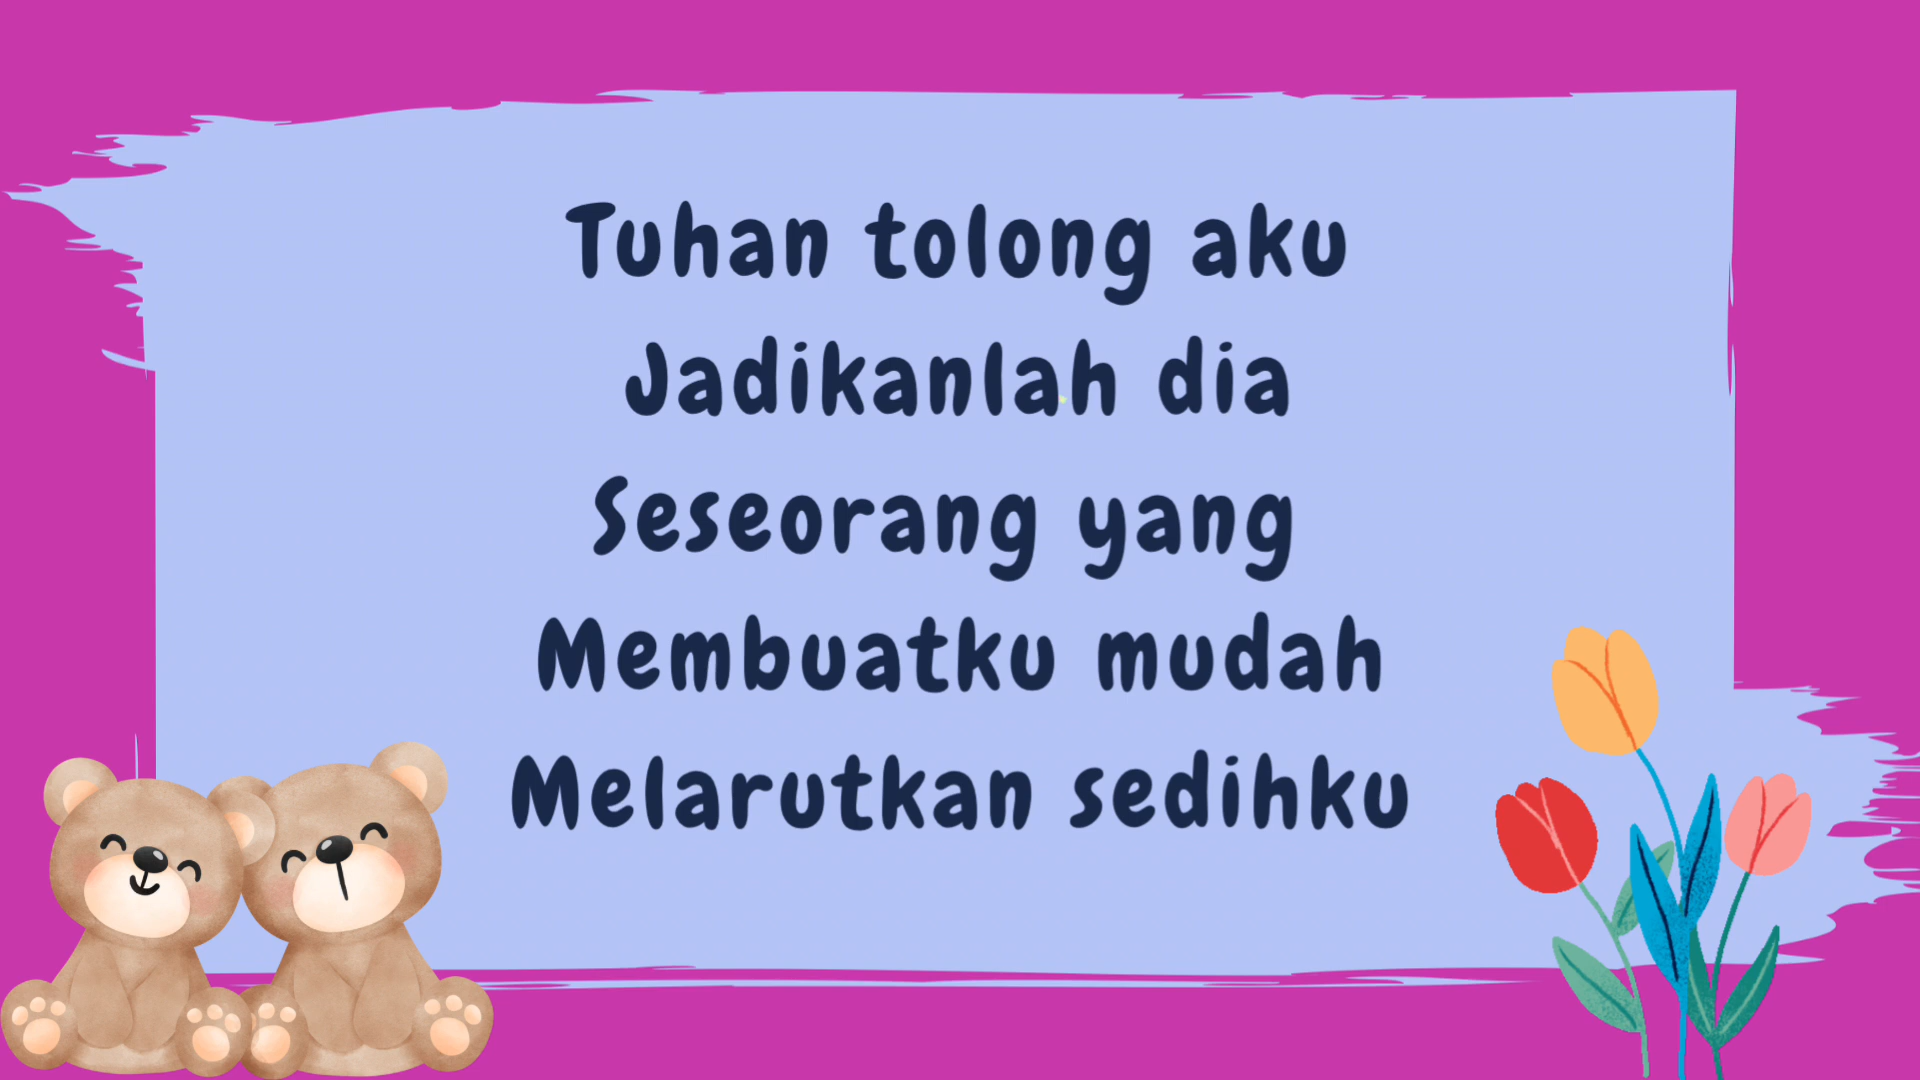 Tuhan tolong aku
Jadikanlah dia
Seseorang yang
Membuatku mudah
Melarutkan sedihku